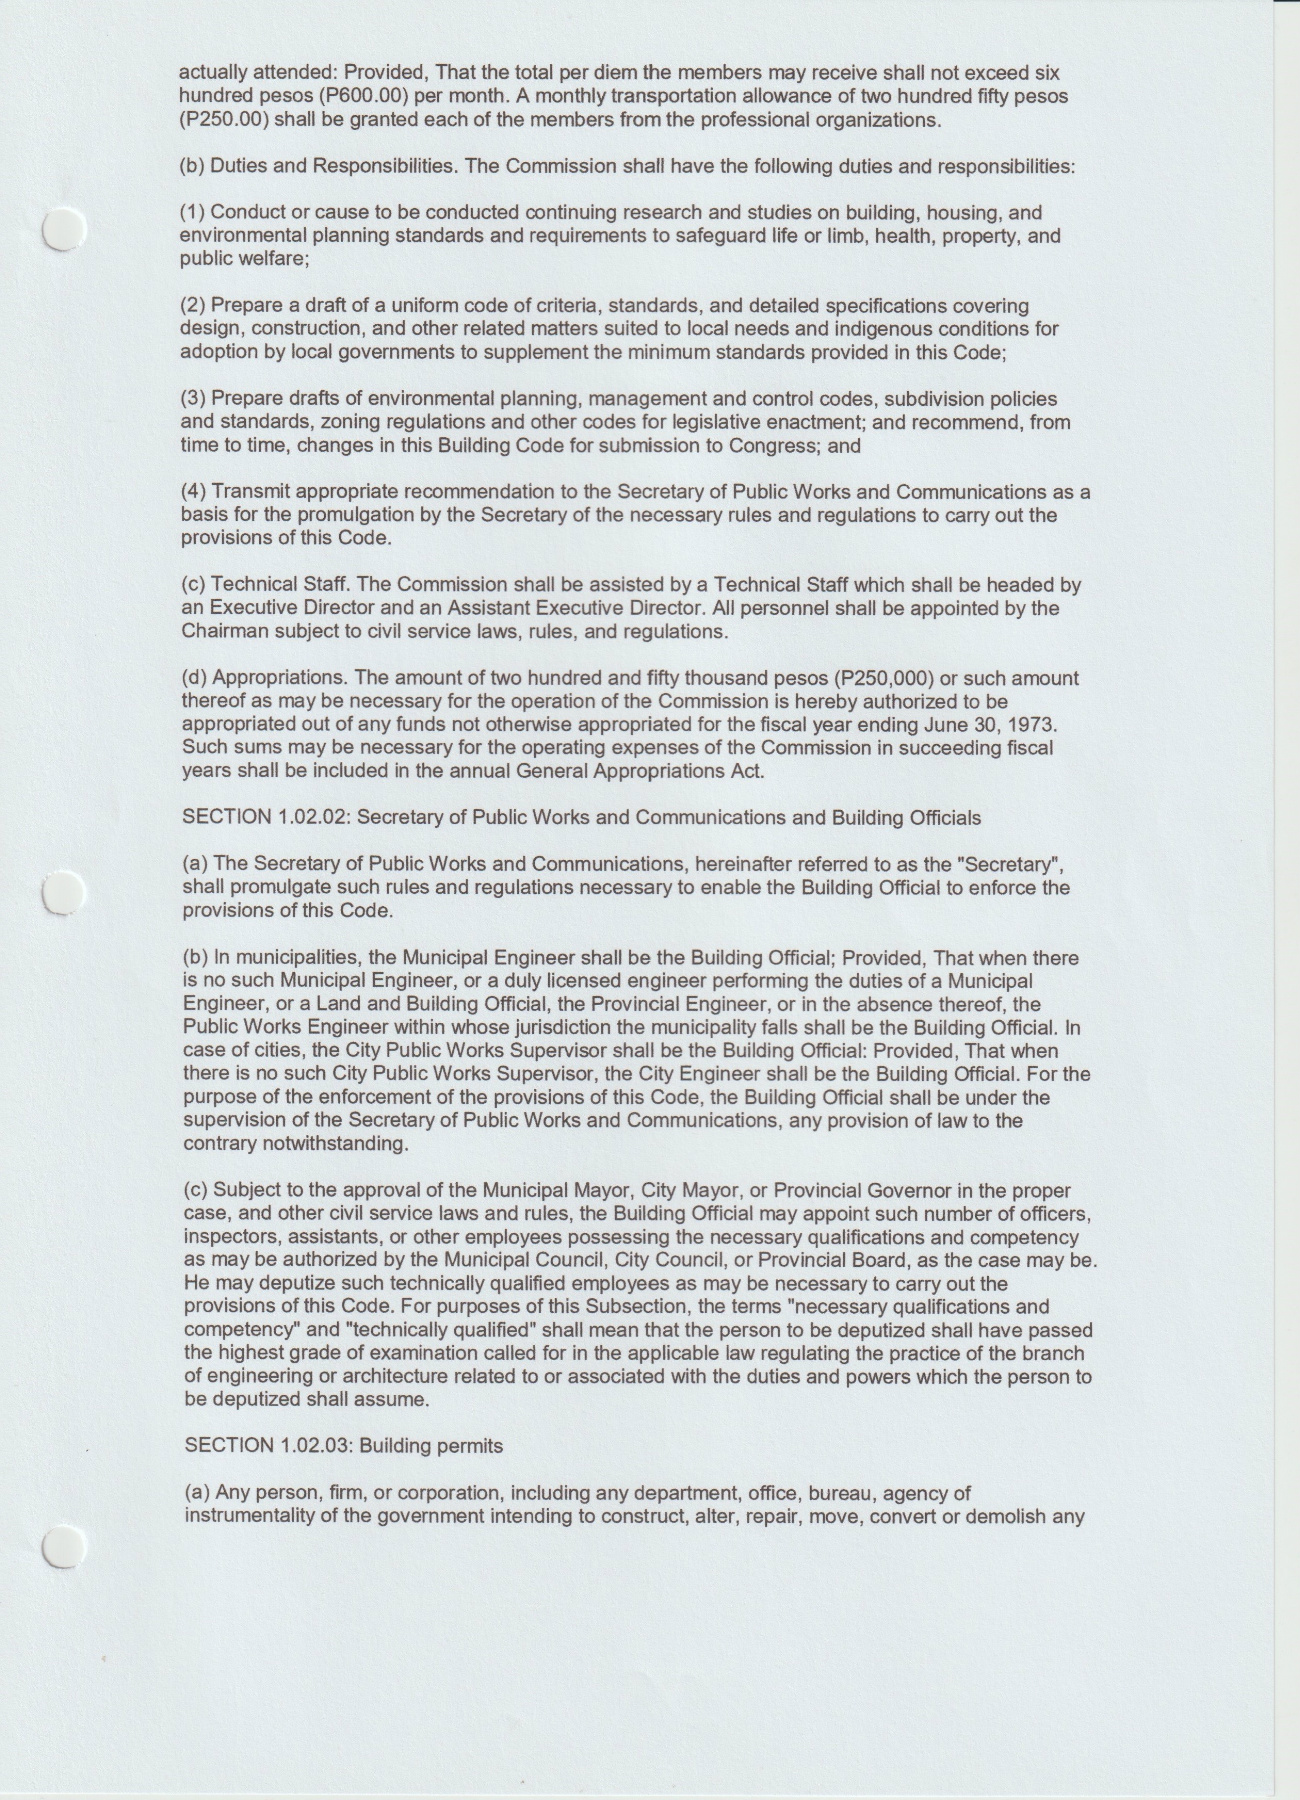 actually attended: Provided, That the total per diem the members may receive shall not exceed six
hundred pesos (P600.00) per month. A monthly transportation allowance of two hundred fifty pesos
(P250.00) shall be granted each of the members from the professional organizations.
(b) Duties and Responsibilities. The Commission shall have the following duties and responsibilities:
(1) Conduct or cause to be conducted continuing research and studies on building, housing, and
environmental planning standards and requirements to safeguard life or limb, health, property, and
public welfare;
(2) Prepare a draft of a uniform code of criteria, standards, and detailed specifications covering
design, construction, and other related matters suited to local needs and indigenous conditions for
adoption by local governments to supplement the minimum standards provided in this Code;
(3) Prepare drafts of environmental planning, management and control codes, subdivision policies
and standards, zoning regulations and other codes for legislative enactment; and recommend, from
time to time, changes in this Building Code for submission to Congress; and
(4) Transmit appropriate recommendation to the Secretary of Public Works and Communications as a
basis for the promulgation by the Secretary of the necessary rules and regulations to carry out the
provisions of this Code.
(c) Technical Staff. The Commission shall be assisted by a Technical Staff which shall be headed by
an Executive Director and an Assistant Executive Director. All personnel shall be appointed by the
Chairman subject to civil service laws, rules, and regulations.
(d) Appropriations. The amount of two hundred and fifty thousand pesos (P250,000) or such amount
thereof as may be necessary for the operation of the Commission is hereby authorized to be
appropriated out of any funds not otherwise appropriated for the fiscal year ending June 30, 1973.
Such sums may be necessary for the operating expenses of the Commission in succeeding fiscal
years shall be included in the annual General Appropriations Act.
SECTION 1.02.02: Secretary of Public Works and Communications and Building Officials
(a) The Secretary of Public Works and Communications, hereinafter referred to as the "Secretary",
shall promulgate such rules and regulations necessary to enable the Building Official to enforce the
provisions of this Code.
(b) In municipalities, the Municipal Engineer shall be the Building Official; Provided, That when there
is no such Municipal Engineer, or a duly licensed engineer performing the duties of a Municipal
Engineer, or a Land and Building Official, the Provincial Engineer, or in the absence thereof, the
Public Works Engineer within whose jurisdiction the municipality falls shall be the Building Official. In
case of cities, the City Public Works Supervisor shall be the Building Official: Provided, That when
there is no such City Public Works Supervisor, the City Engineer shall be the Building Official. For the
purpose of the enforcement of the provisions of this Code, the Building Official shall be under the
supervision of the Secretary of Public Works and Communications, any provision of law to the
contrary notwithstanding.
(c) Subject to the approval of the Municipal Mayor, City Mayor, or Provincial Governor in the proper
case, and other civil service laws and rules, the Building Official may appoint such number of officers,
inspectors, assistants, or other employees possessing the necessary qualifications and competency
as may be authorized by the Municipal Council, City Council, or Provincial Board, as the case may be.
He may deputize such technically qualified employees as may be necessary to carry out the
provisions of this Code. For purposes of this Subsection, the terms "necessary qualifications and
competency" and "technically qualified" shall mean that the person to be deputized shall have passed
the highest grade of examination called for in the applicable law regulating the practice of the branch
of engineering or architecture related to or associated with the duties and powers which the person to
be deputized shall assume.
SECTION 1.02.03: Building permits
(a) Any person, firm, or corporation, including any department, office, bureau, agency of
instrumentality of the government intending to construct, alter, repair, move, convert or demolish any